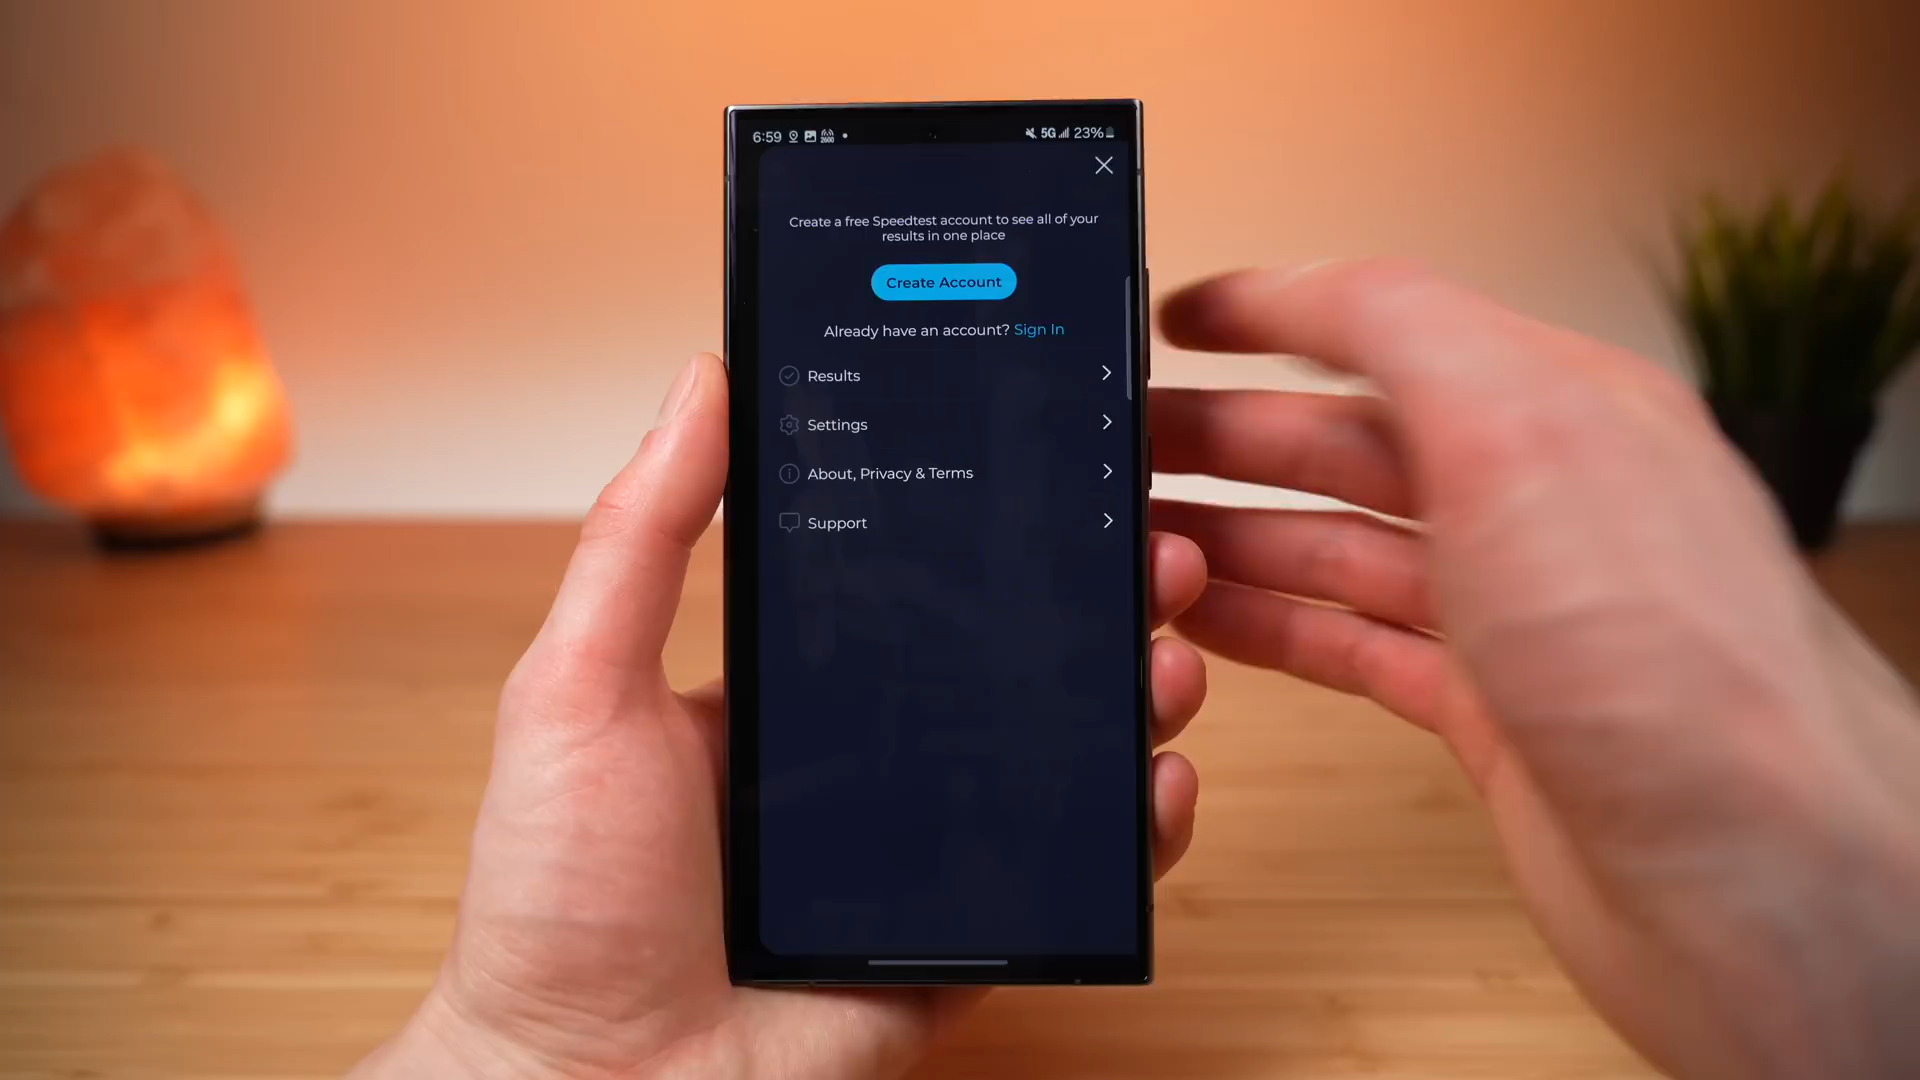 6:59 2600 5G 23%
Create a free Speedtest account to see all of your
results in one place
Create Account
Already have an account? Sign In
Results
Settings
About, Privacy & Terms
Support